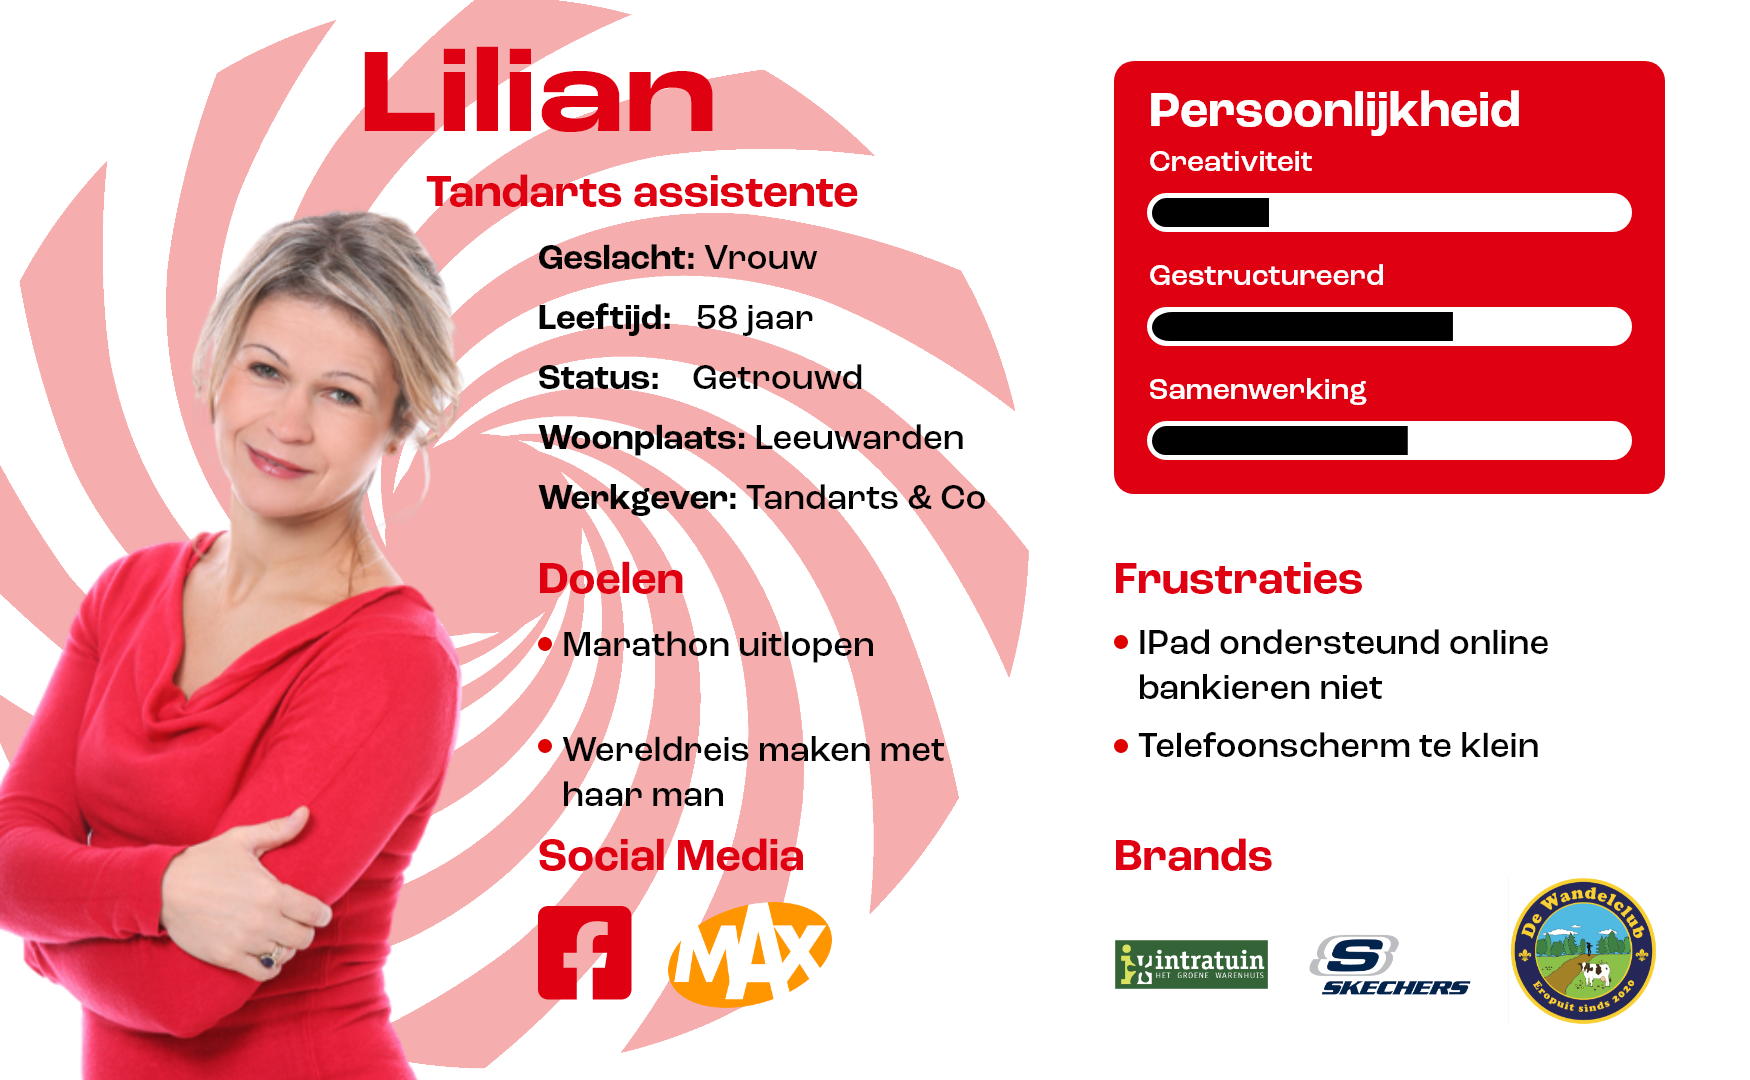 Lilian
Tandarts assistente
Geslacht: Vrouw
Leeftijd: 58 jaar
Status: Getrouwd
Woonplaats: Leeuwarden
Werkgever: Tandarts & Co
Doelen
Marathon uitlopen
Wereldreis maken met
haar man
Social Media
f
MAX
Persoonlijkheid
Creativiteit
Gestructureerd
Samenwerking
Frustraties
IPad ondersteund online
bankieren niet
Telefoonscherm te klein
Brands
intratuin
HET GROENE WARENHUIS
S
SKECHERS
De Wandelclub
Eropuit sinds 2020